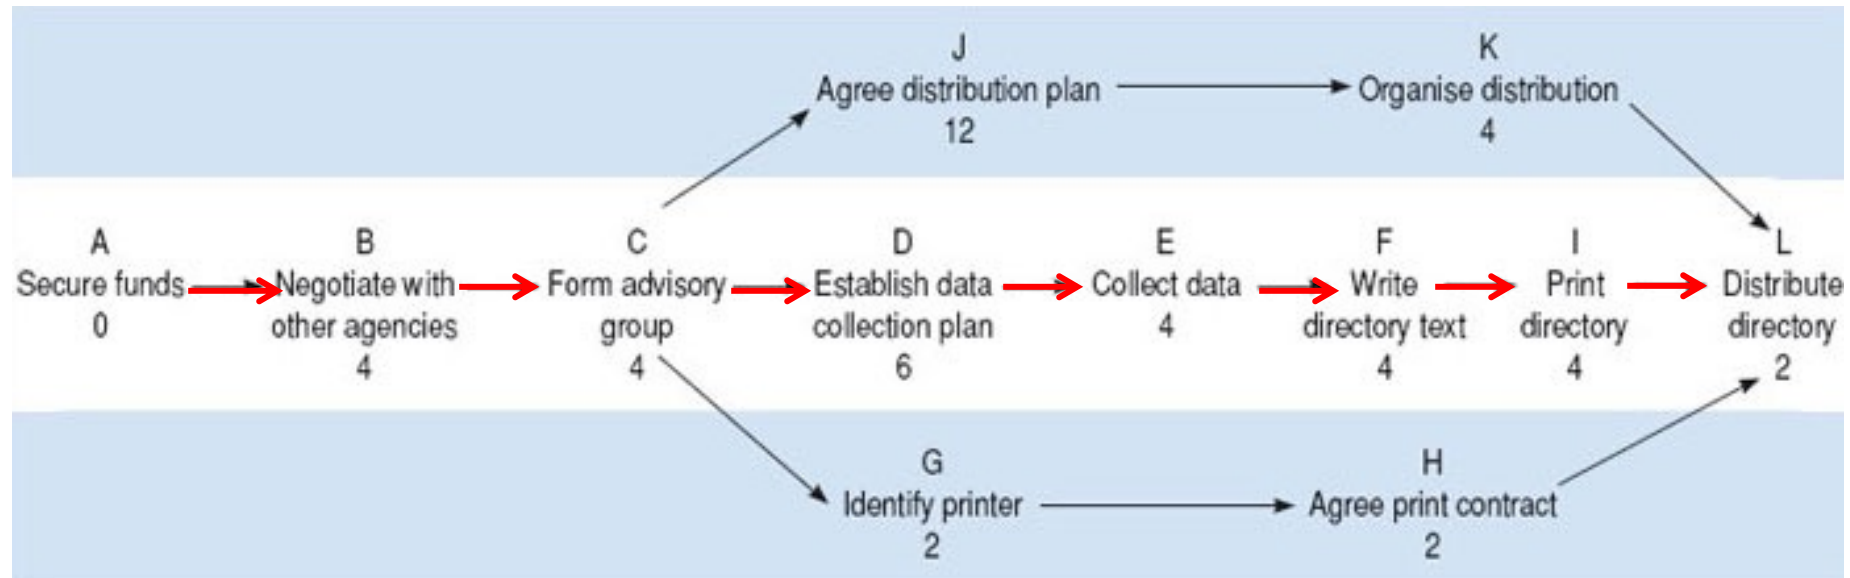 J
Agree distribution plan
12
K
Organise distribution
4
A
Secure funds
0
B
Negotiate with
other agencies
4
C
Form advisory
group
4
D
Establish data
collection plan
6
E
Collect data
4
F
Write
directory text
4
I
Print
directory
4
L
Distribute
directory
2
G
Identify printer
2
H
Agree print contract
2